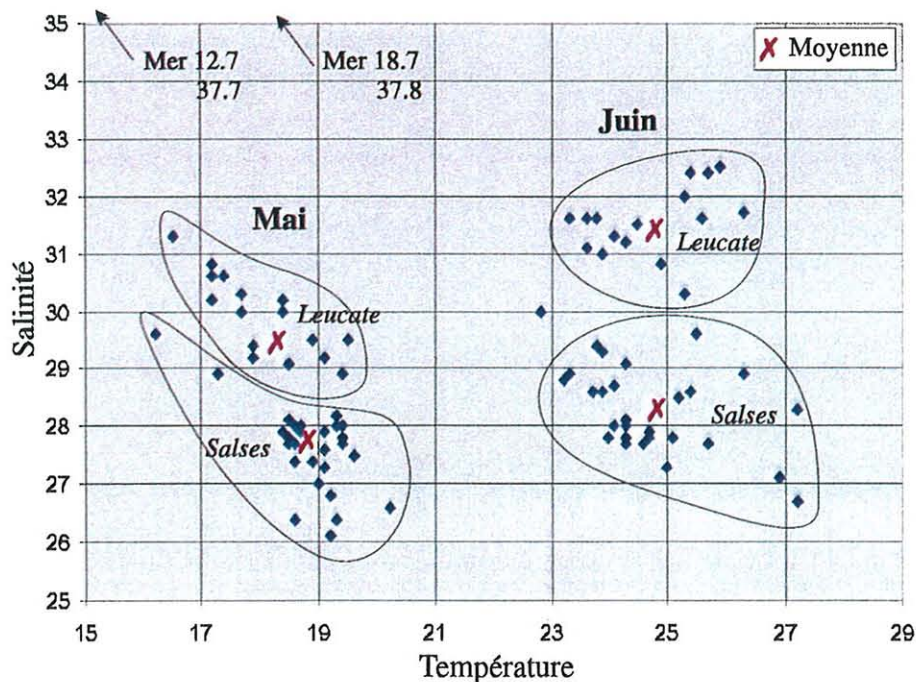 35
34
33
32
31
30
29
28
27
26
25
Salinité
Mer 12.7
37.7
Mer 18.7
37.8
✗ Moyenne
Juin
Mai
Leucate
Leucate
Salses
Salses
15 17 19 21 23 25 27 29
Température